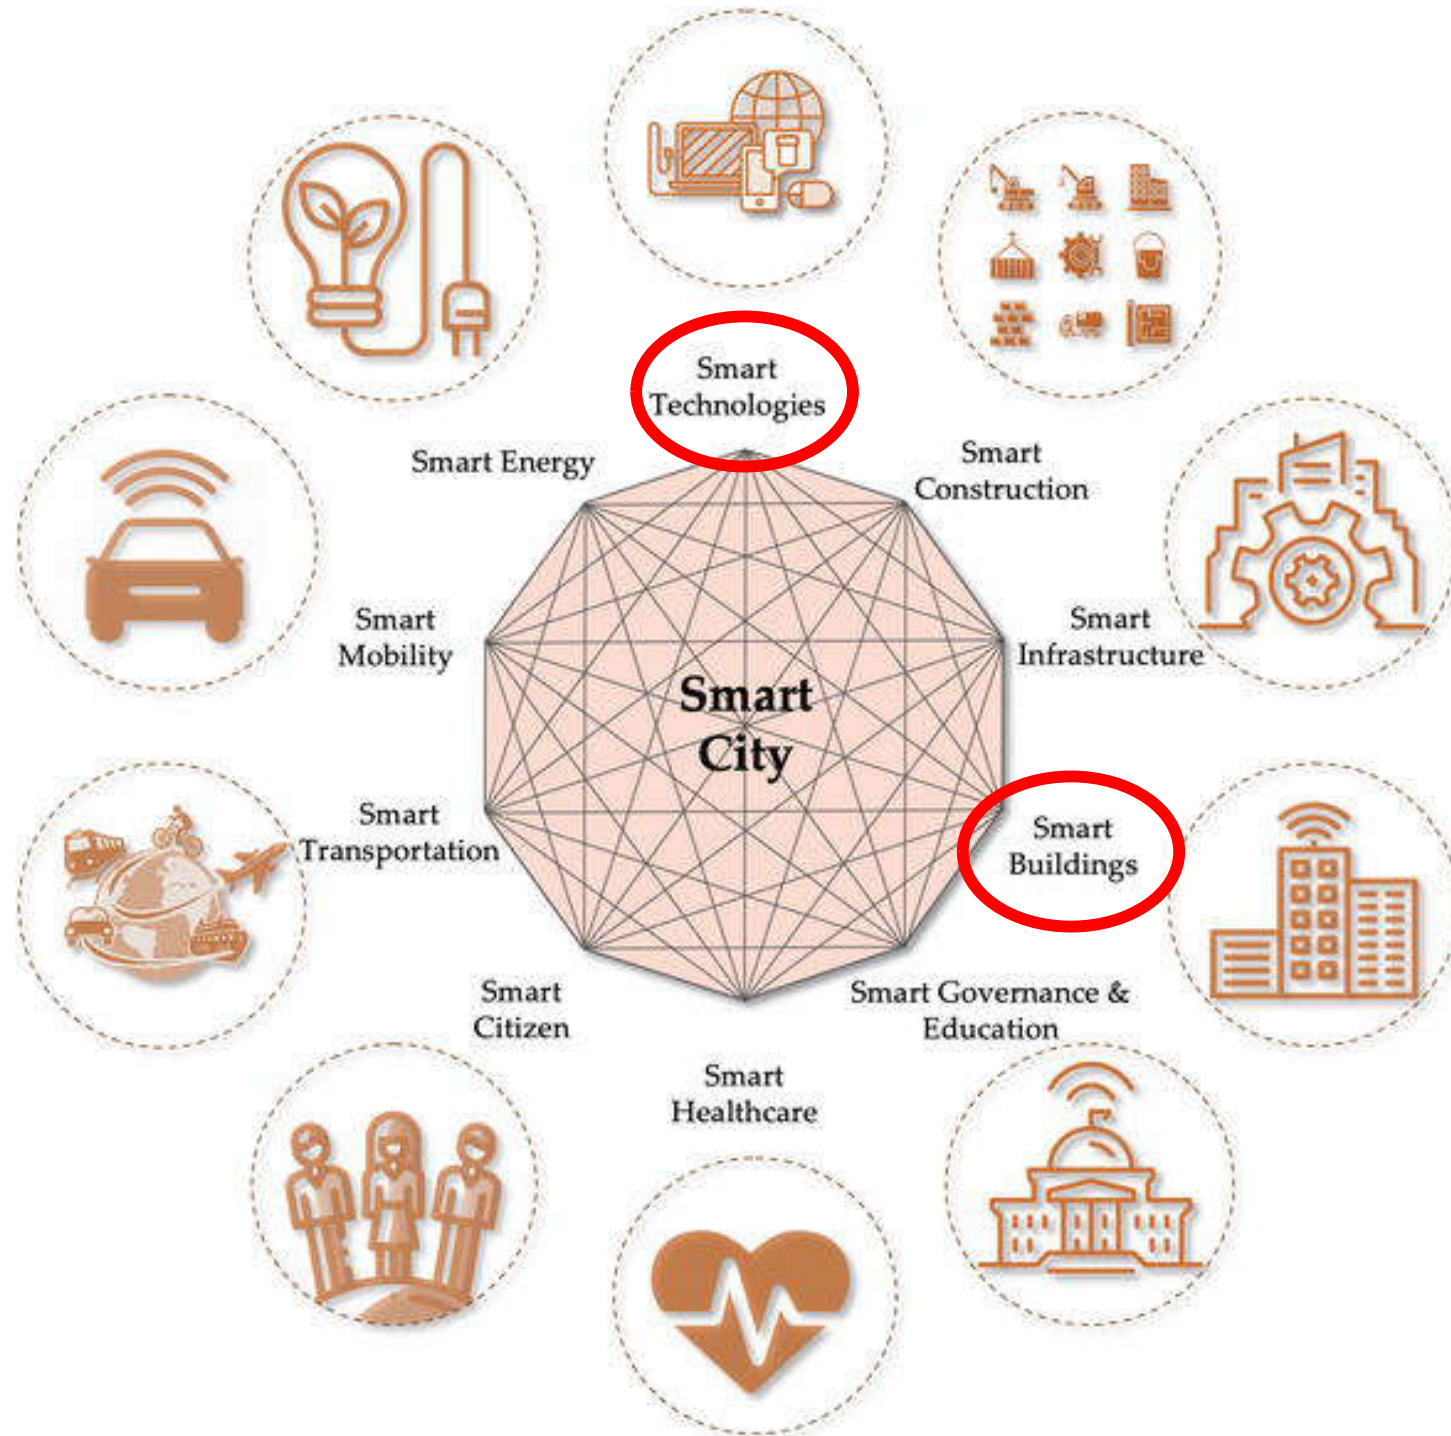 Smart
Technologies
Smart Energy
Smart
Construction
Smart
Mobility
Smart
Infrastructure
Smart
City
Smart
Transportation
Smart
Buildings
Smart
Citizen
Smart Governance &
Education
Smart
Healthcare